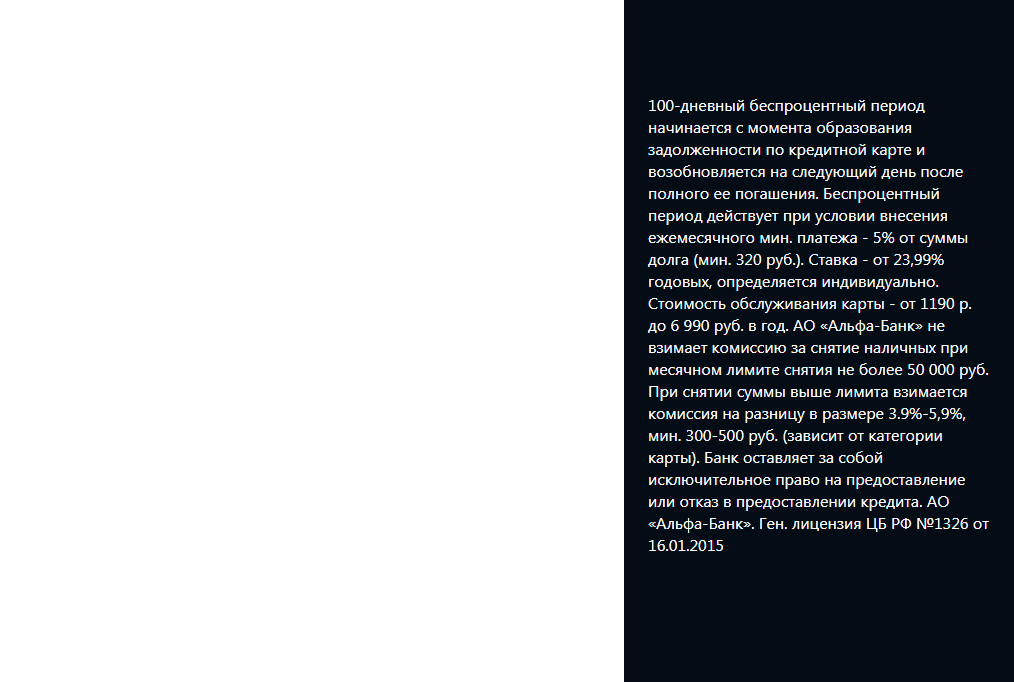 100-дневный беспроцентный период
начинается с момента образования
задолженности по кредитной карте и
возобновляется на следующий день после
полного ее погашения. Беспроцентный
период действует при условии внесения
ежемесячного мин. платежа - 5% от суммы
долга (мин. 320 руб.). Ставка - от 23,99%
годовых, определяется индивидуально.
Стоимость обслуживания карты - от 1190 р.
до 6 990 руб. в год. АО «Альфа-Банк» не
взимает комиссию за снятие наличных при
месячном лимите снятия не более 50 000 руб.
При снятии суммы выше лимита взимается
комиссия на разницу в размере 3.9%-5,9%,
мин. 300-500 руб. (зависит от категории
карты). Банк оставляет за собой
исключительное право на предоставление
или отказ в предоставлении кредита. АО
«Альфа-Банк». Ген. лицензия ЦБ РФ №1326 от
16.01.2015